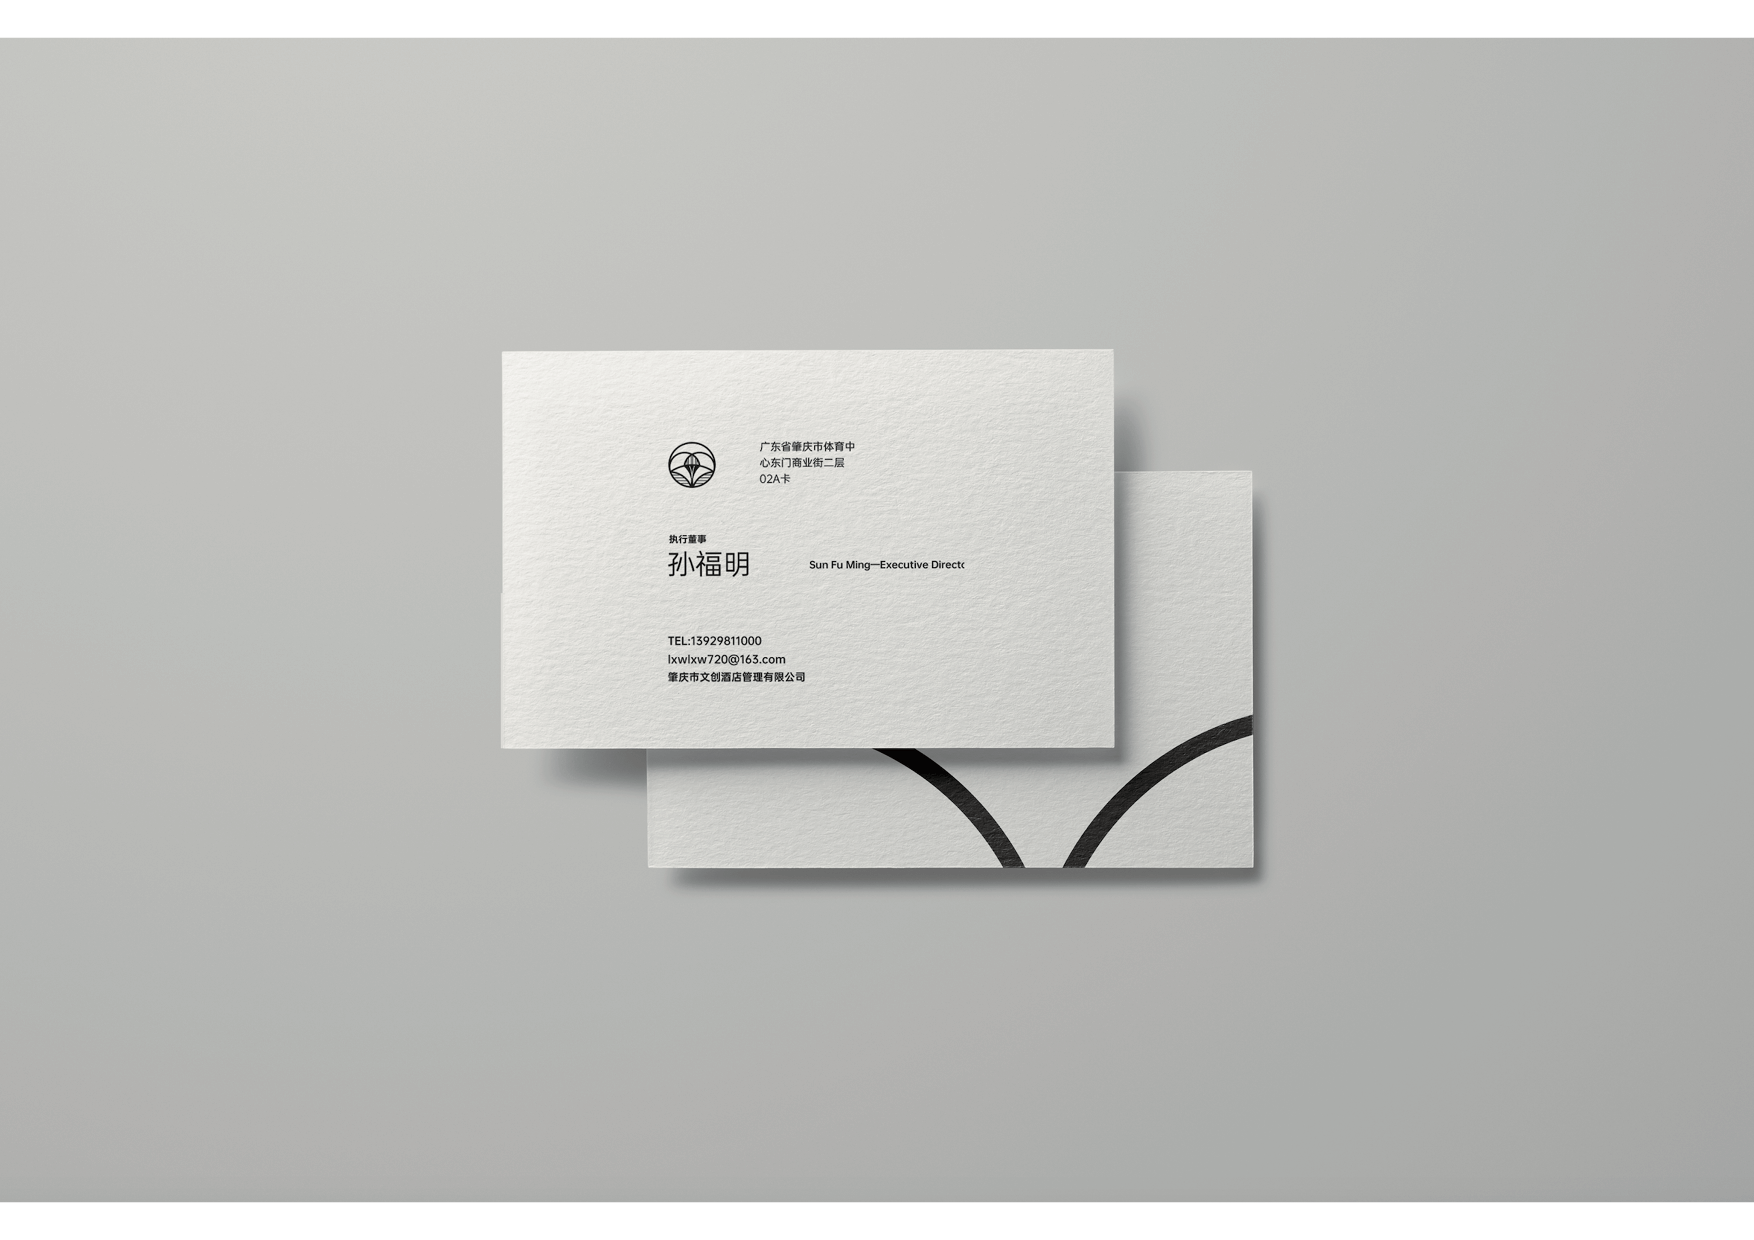 广东省肇庆市体育中
心东门商业街二层
02A卡
执行董事
孙福明
Sun Fu Ming—Executive Directo
TEL:13929811000
lxwlxw720@163.com
肇庆市文创酒店管理有限公司